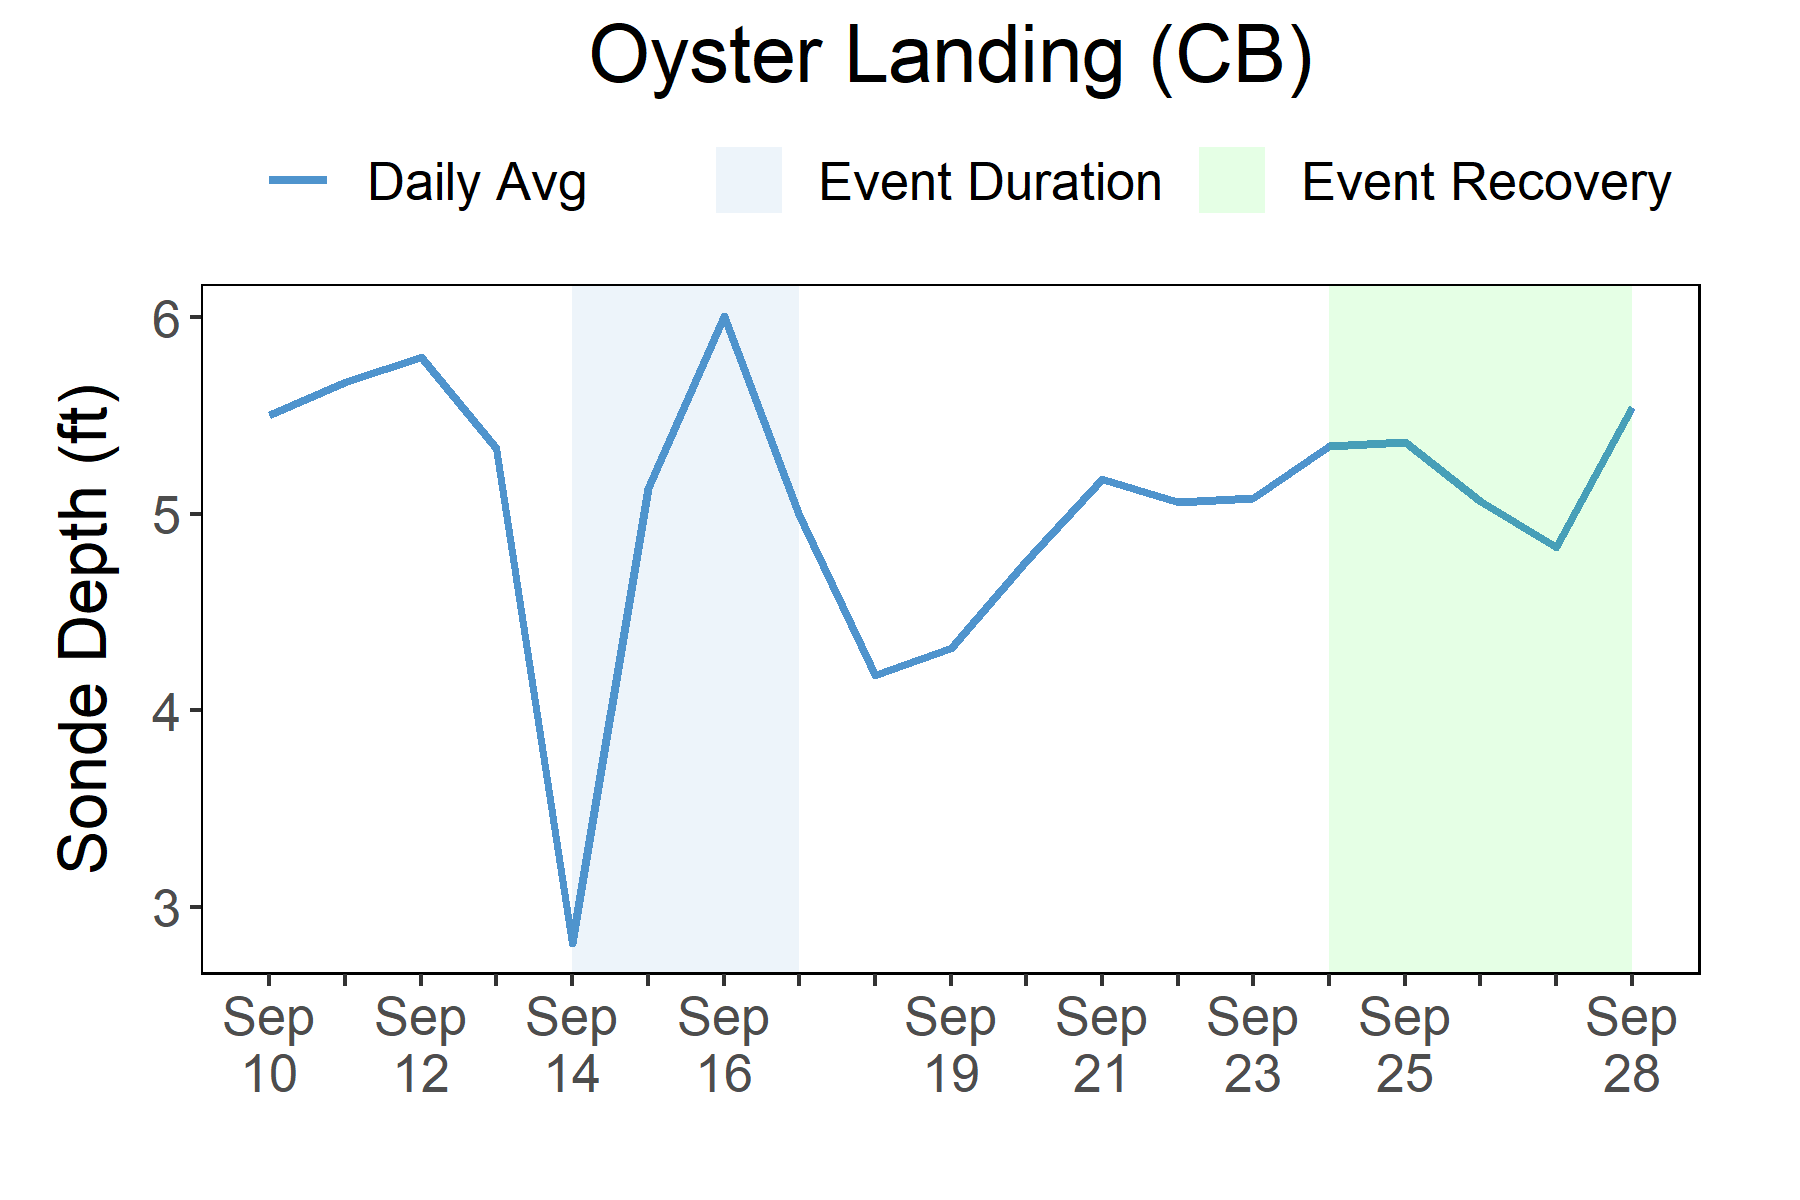 Oyster Landing (CB)
Daily Avg Event Duration Event Recovery
Sonde Depth (ft)
6
5
4
3
Sep Sep Sep Sep Sep Sep Sep Sep Sep
10 12 14 16 19 21 23 25 28